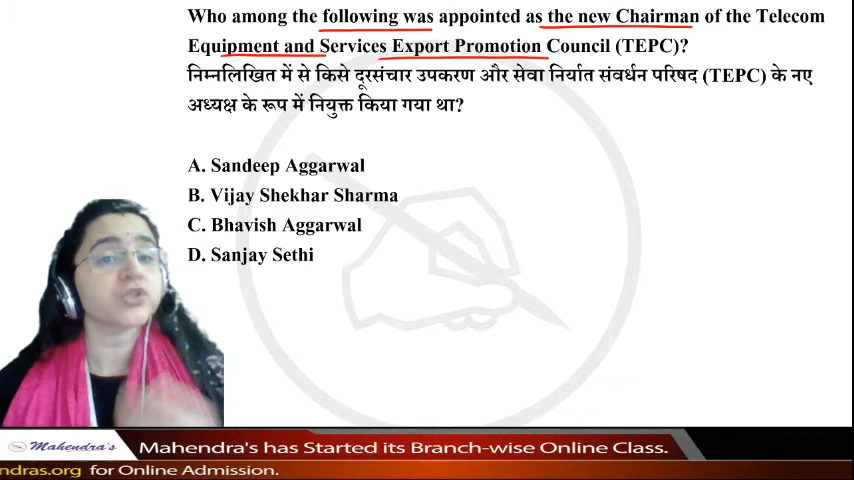 Who among the following was appointed as the new Chairman of the Telecom
Equipment and Services Export Promotion Council (TEPC)?
निम्नलिखित में से किसे दूरसंचार उपकरण और सेवा निर्यात संवर्धन परिषद (TEPC) के नए
अध्यक्ष के रूप में नियुक्त किया गया था?
A. Sandeep Aggarwal
B. Vijay Shekhar Sharma
C. Bhavish Aggarwal
D. Sanjay Sethi
Mahendra's Mahendra's has Started its Branch-wise Online Class.
ndras.org for Online Admission.